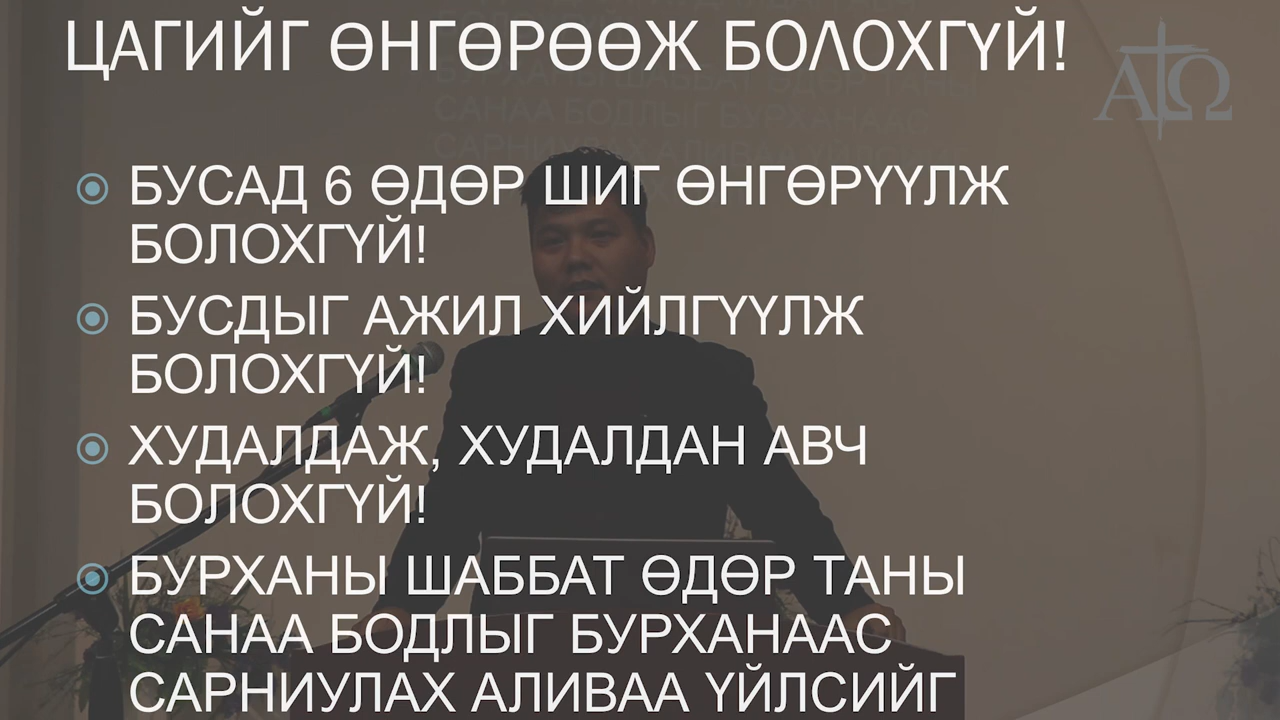 ЦАГИЙГ ӨНГӨРӨӨЖ БОЛОХГҮЙ!
ΑΩ
БУСАД 6 ӨДӨР ШИГ ӨНГӨРҮҮЛЖ
БОЛОХГҮЙ!
БУСДЫГ АЖИЛ ХИЙЛГҮҮЛЖ
БОЛОХГҮЙ!
ХУДАЛДАЖ, ХУДАЛДАН АВЧ
БОЛОХГҮЙ!
БУРХАНЫ ШАББАТ ӨДӨР ТАНЫ
САНАА БОДЛЫГ БУРХАНААС
САРНИУЛАХ АЛИВАА ҮЙЛСИЙГ